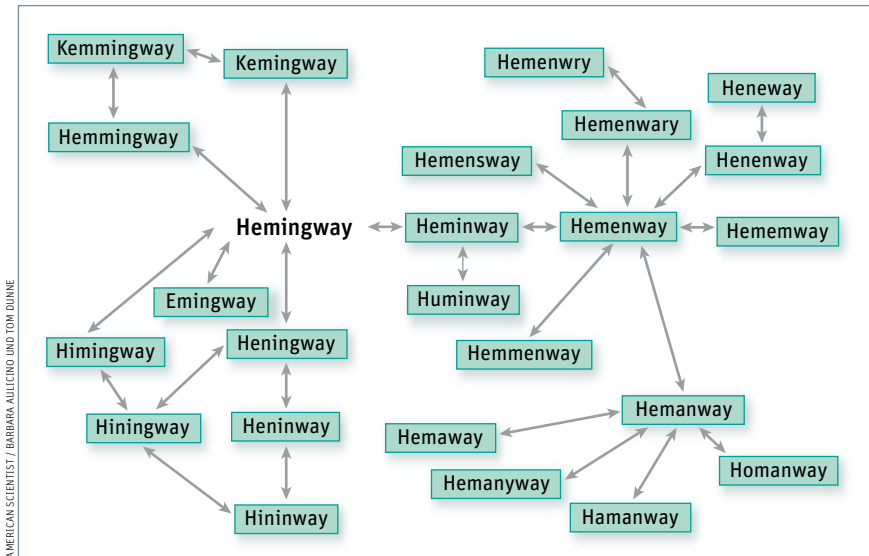 Kemmingway
Kemingway
Hemmingway
Hemenwry
Heneway
Hemenwary
Henenway
Hemensway
Hemingway
Heminway
Hemenway
Hememway
Huminway
Emingway
Himingway
Heningway
Hemmenway
Hiningway
Heninway
Hininway
Hemanway
Hemaway
Hemanyway
Hamanway
Homanway
AMERICAN SCIENTIST / BARBARA AULICINO UND TOM DUNNE